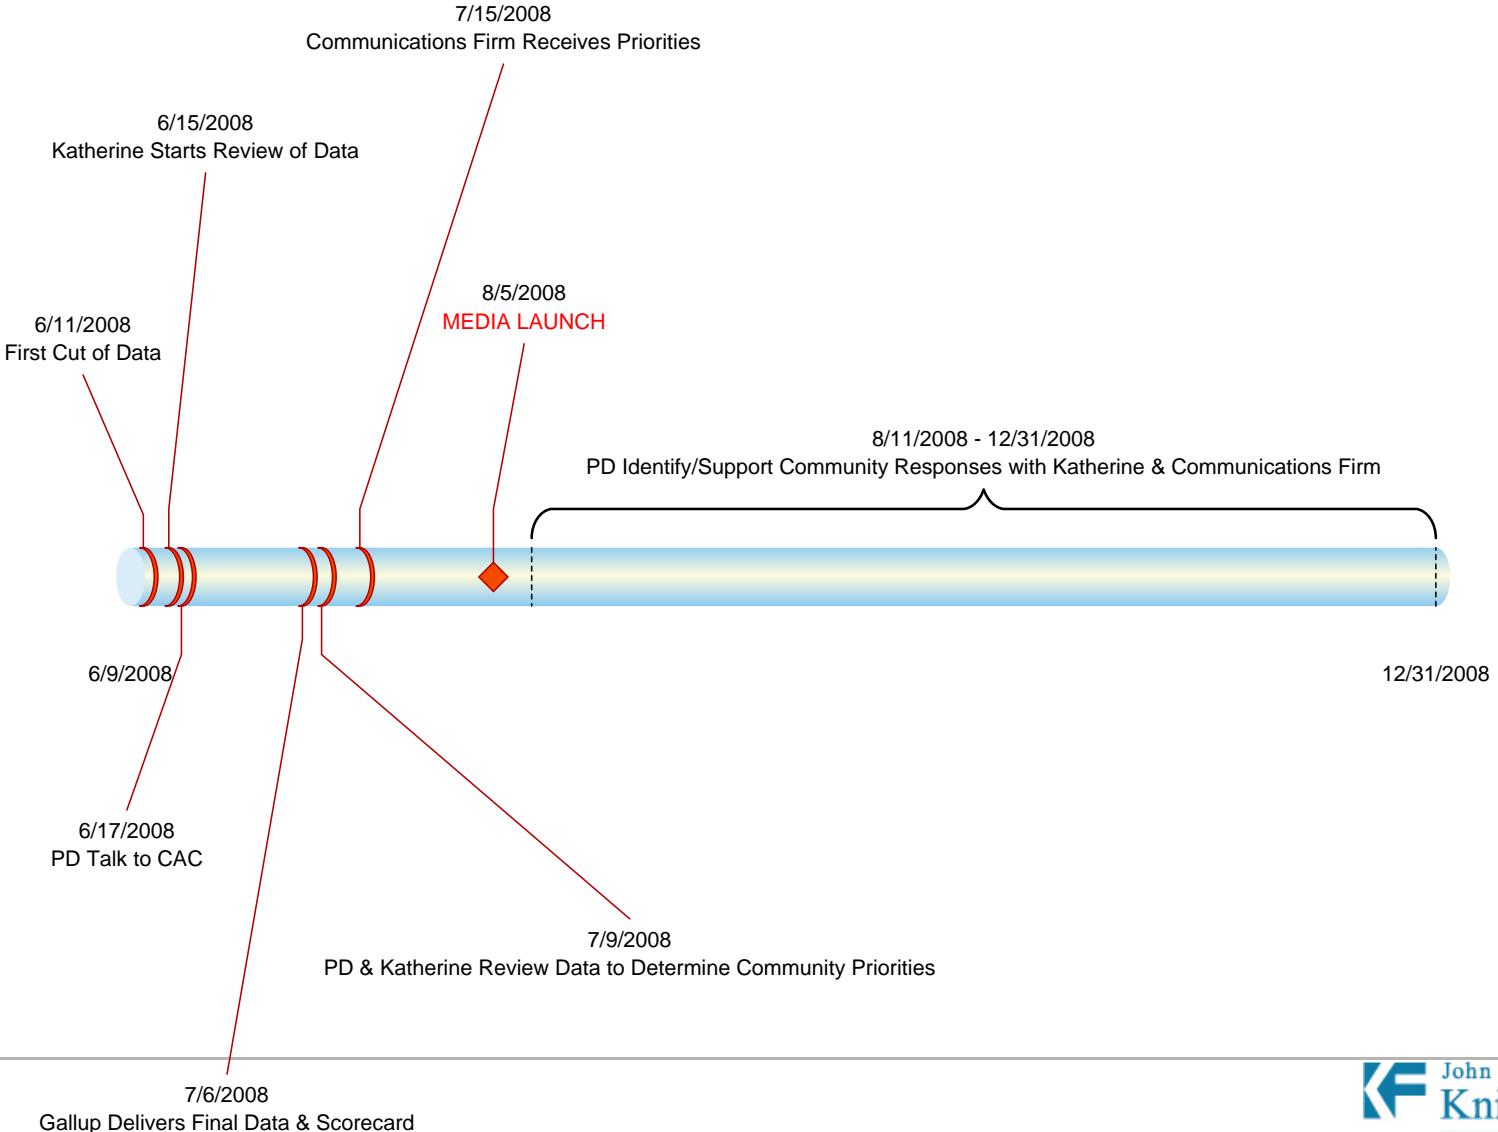 7/15/2008
Communications Firm Receives Priorities
6/15/2008
Katherine Starts Review of Data
8/5/2008
MEDIA LAUNCH
6/11/2008
First Cut of Data
8/11/2008 - 12/31/2008
PD Identify/Support Community Responses with Katherine & Communications Firm
6/9/2008
12/31/2008
6/17/2008
PD Talk to CAC
7/9/2008
PD & Katherine Review Data to Determine Community Priorities
7/6/2008
Gallup Delivers Final Data & Scorecard
John